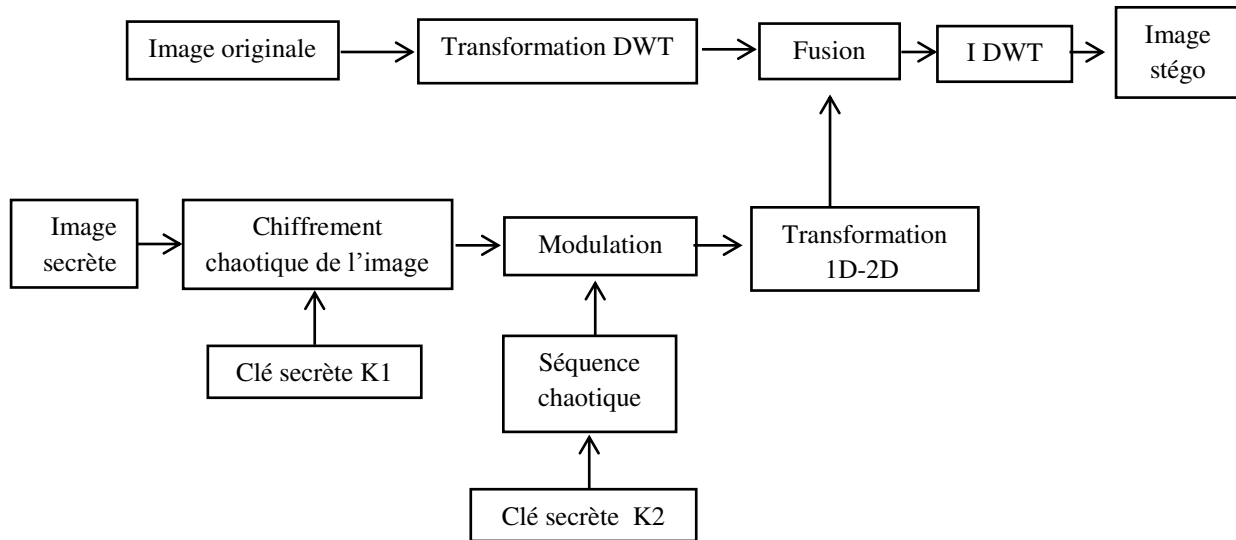 Image originale
Transformation DWT
Fusion
I DWT
Image
stégo
Image
secrète
Chiffrement
chaotique de l’image
Modulation
Transformation
1D-2D
Clé secrète K1
Séquence
chaotique
Clé secrète K2